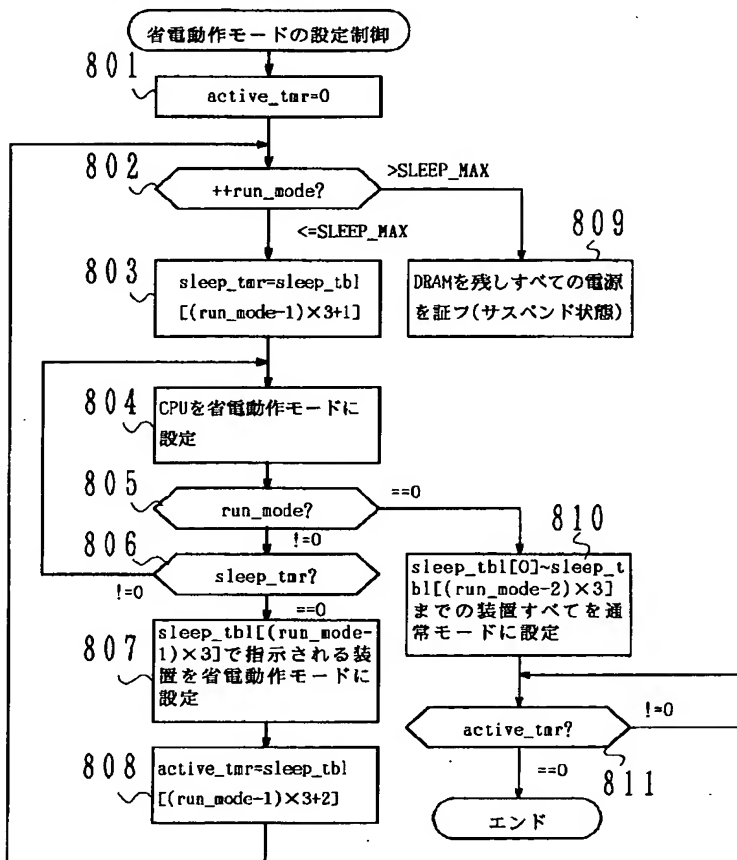 省電動作モードの設定制御
801
active_tmr=0
802
++run_mode?
>SLEEP_MAX
<=SLEEP_MAX
803
sleep_tmr=sleep_tbl
[(run_mode-1)×3+1]
809
DRAMを残しすべての電源
を証フ(サスペンド状態)
804
CPUを省電動作モードに
設定
805
run_mode?
==0
!=0
806
sleep_tmr?
!=0
==0
810
sleep_tbl[0]~sleep_t
bl[(run_mode-2)×3]
までの装置すべてを通
常モードに設定
807
sleep_tbl[(run_mode-
1)×3]で指示される装
置を省電動作モードに
設定
active_tmr?
!=0
==0
811
808
active_tmr=sleep_tbl
[(run_mode-1)×3+2]
エンド